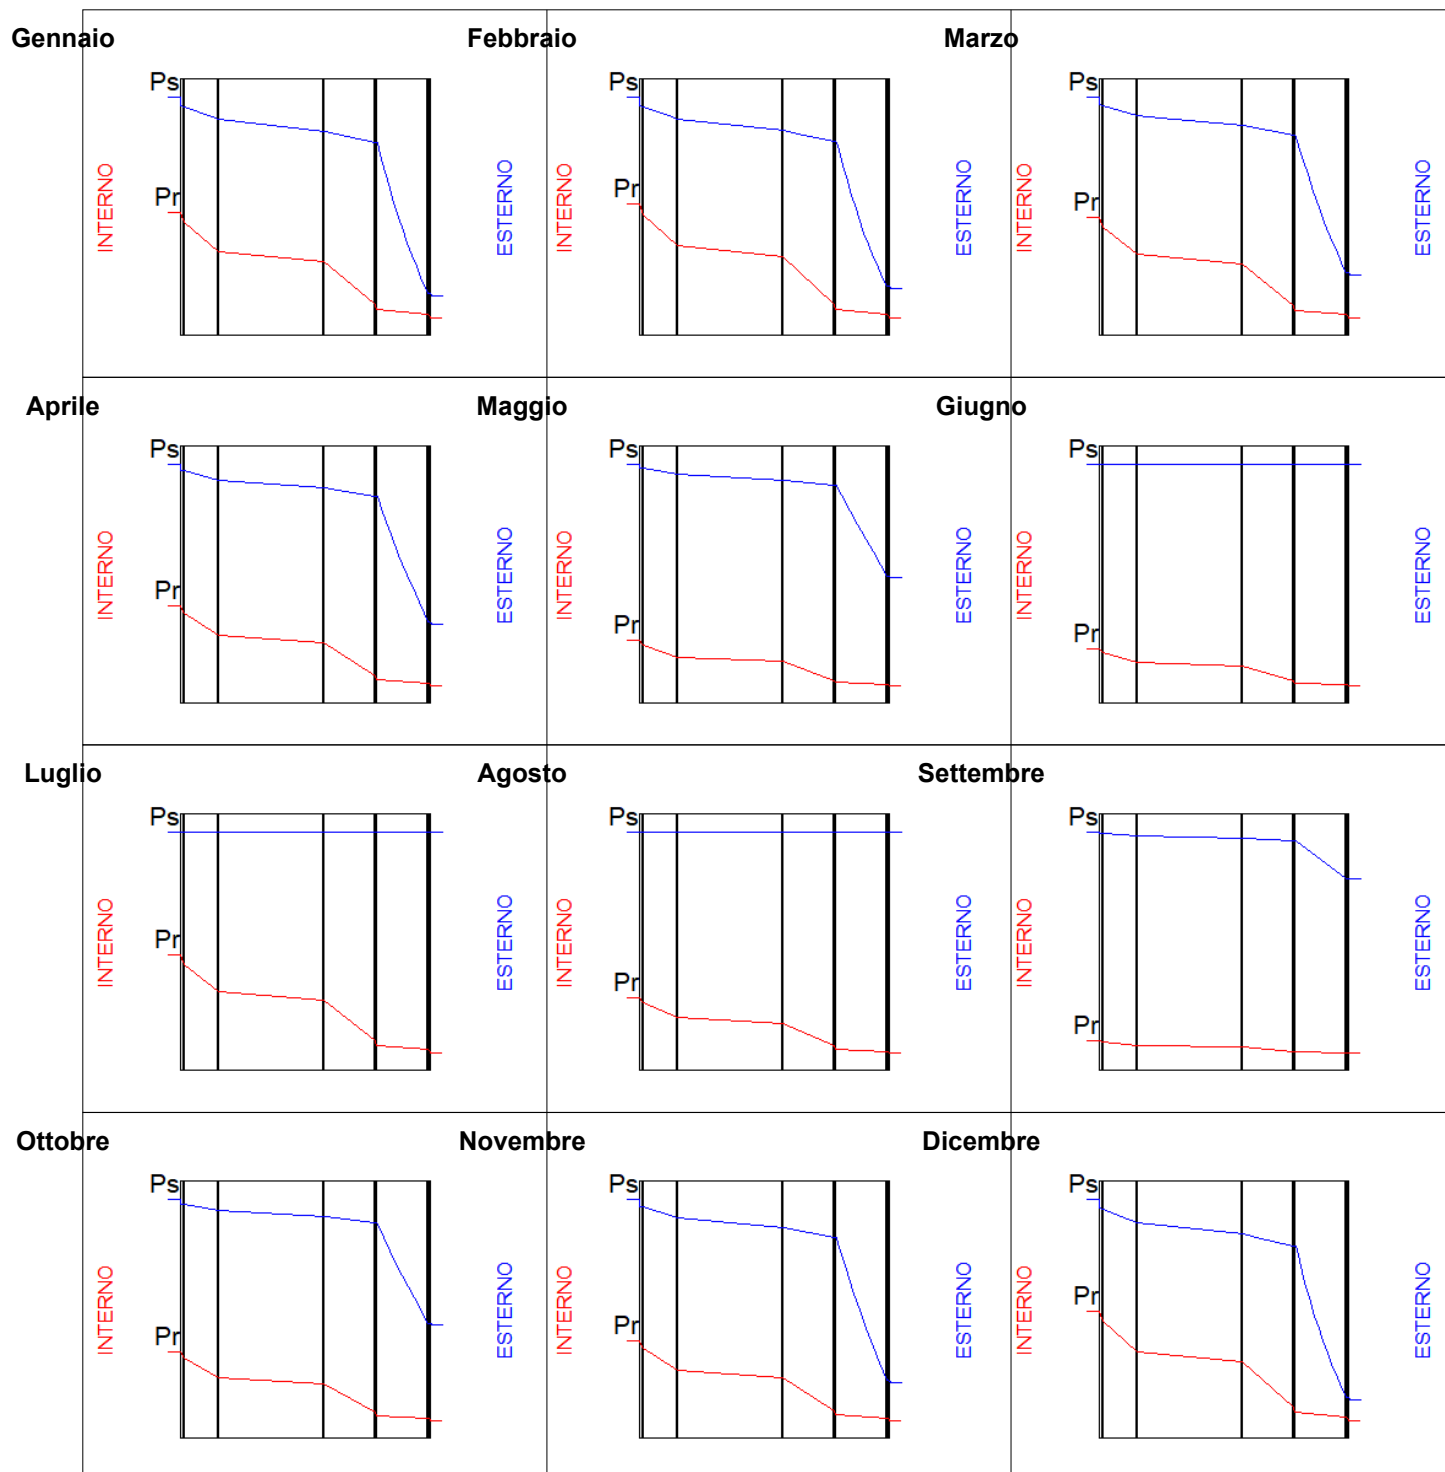 Gennaio
Febbraio
Marzo
Ps
Pr
INTERNO
ESTERNO
Ps
Pr
INTERNO
ESTERNO
Ps
Pr
INTERNO
ESTERNO
Aprile
Maggio
Giugno
Ps
Pr
INTERNO
ESTERNO
Ps
Pr
INTERNO
ESTERNO
Ps
Pr
INTERNO
ESTERNO
Luglio
Agosto
Settembre
Ps
Pr
INTERNO
ESTERNO
Ps
Pr
INTERNO
ESTERNO
Ps
Pr
INTERNO
ESTERNO
Ottobre
Novembre
Dicembre
Ps
Pr
INTERNO
ESTERNO
Ps
Pr
INTERNO
ESTERNO
Ps
Pr
INTERNO
ESTERNO